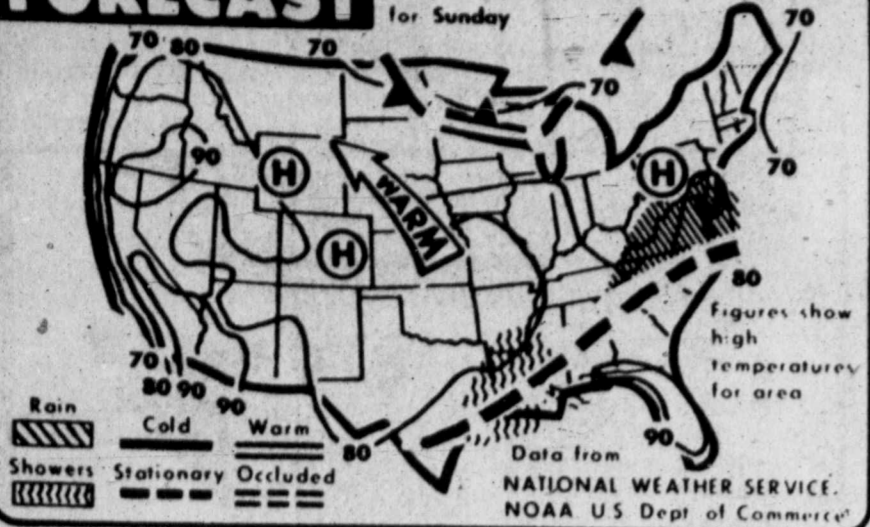 FORECAST
for Sunday
70 80 70 70
70
90
H
H
H
WARM
70
80
Figures show
high
temperatures
for area
70
80 90
90
80
90
Rain
Cold Warm
Showers Stationary Occluded
Data from
NATIONAL WEATHER SERVICE.
NOAA U.S. Dept of Commerce